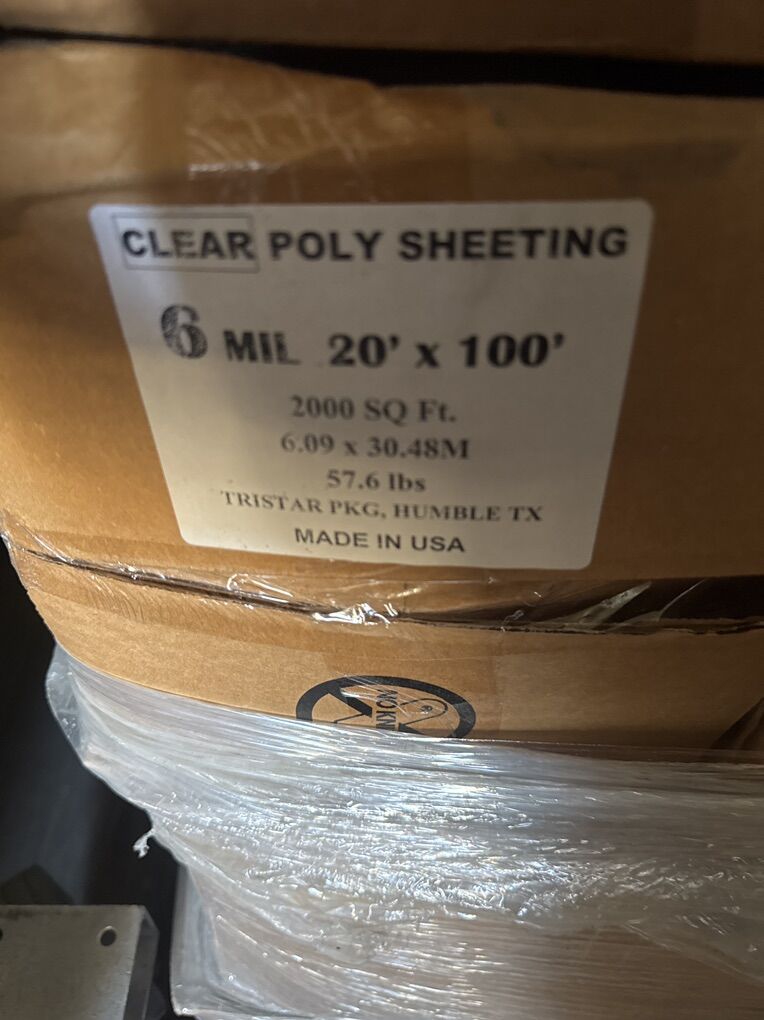 CLEAR POLY SHEETING
6 MIL 20' x 100'
2000 SQ Ft.
6.09 x 30.48M
57.6 lbs
TRISTAR PKG, HUMBLE TX
MADE IN USA
NO